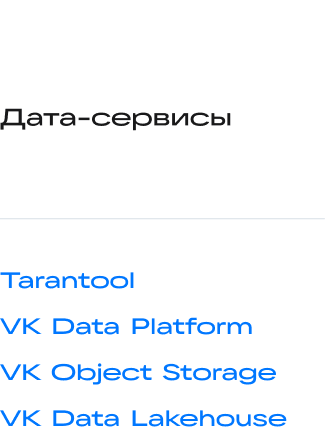 Дата-сервисы
Tarantool
VK Data Platform
VK Object Storage
VK Data Lakehouse